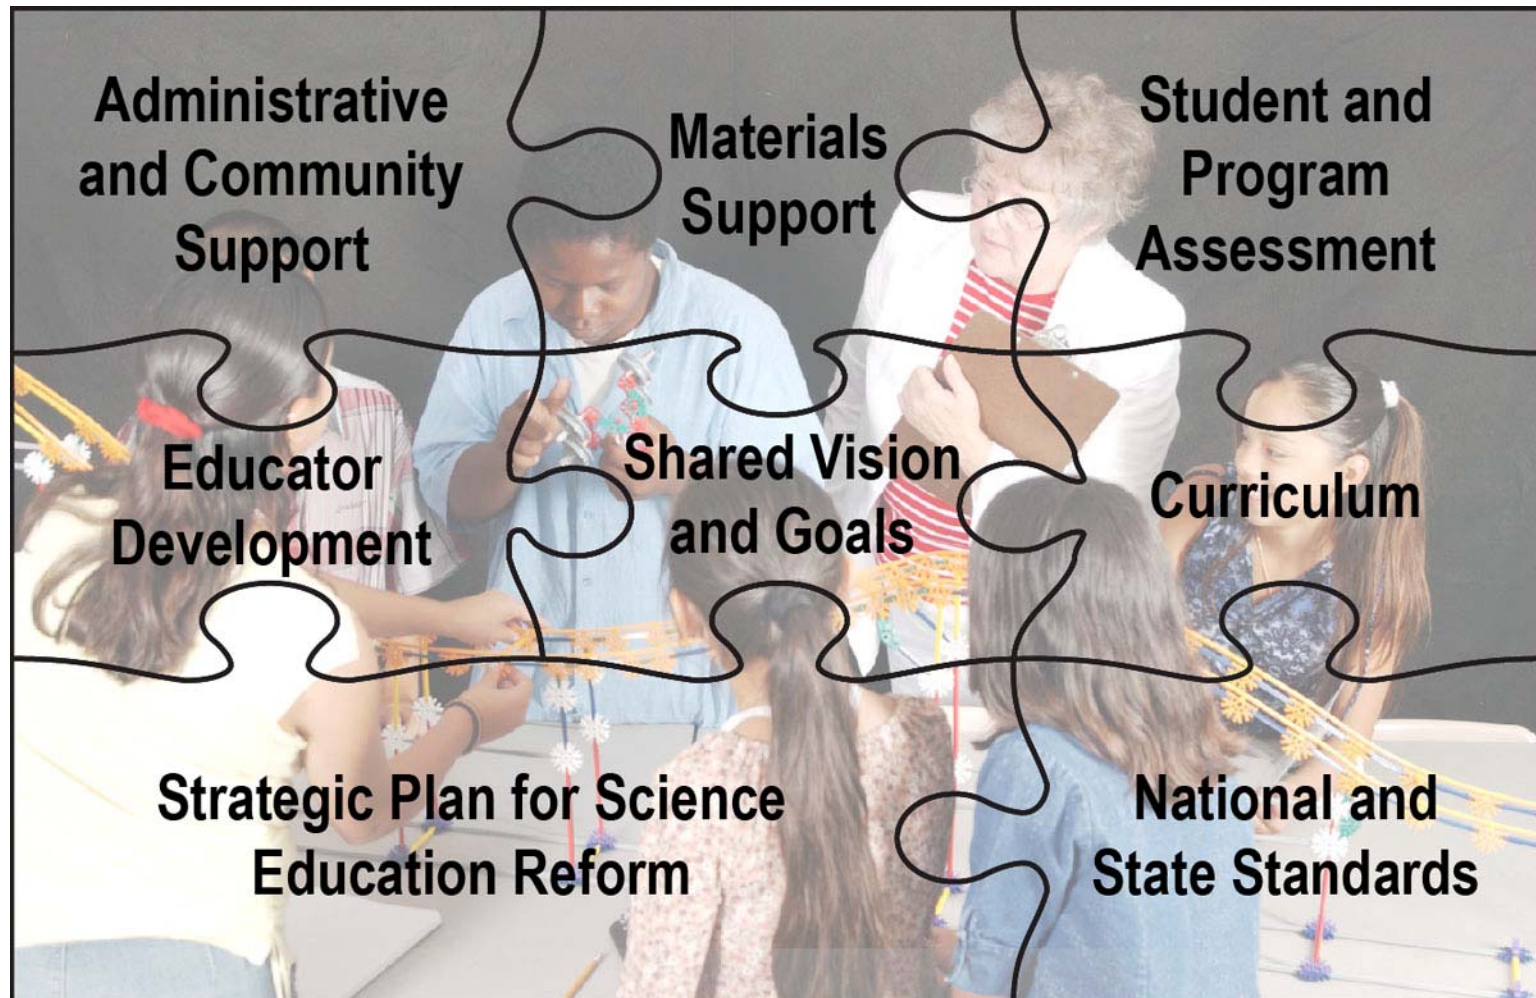 Administrative
and Community
Support
Materials
Support
Student and
Program
Assessment
Educator
Development
Shared Vision
and Goals
Curriculum
Strategic Plan for Science
Education Reform
National and
State Standards